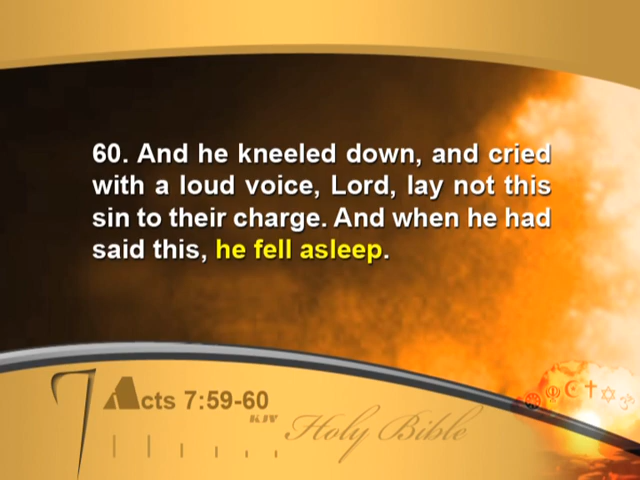 60. And he kneeled down, and cried
with a loud voice, Lord, lay not this
sin to their charge. And when he had
said this, he fell asleep.
Acts 7:59-60
KJV
Holy Bible